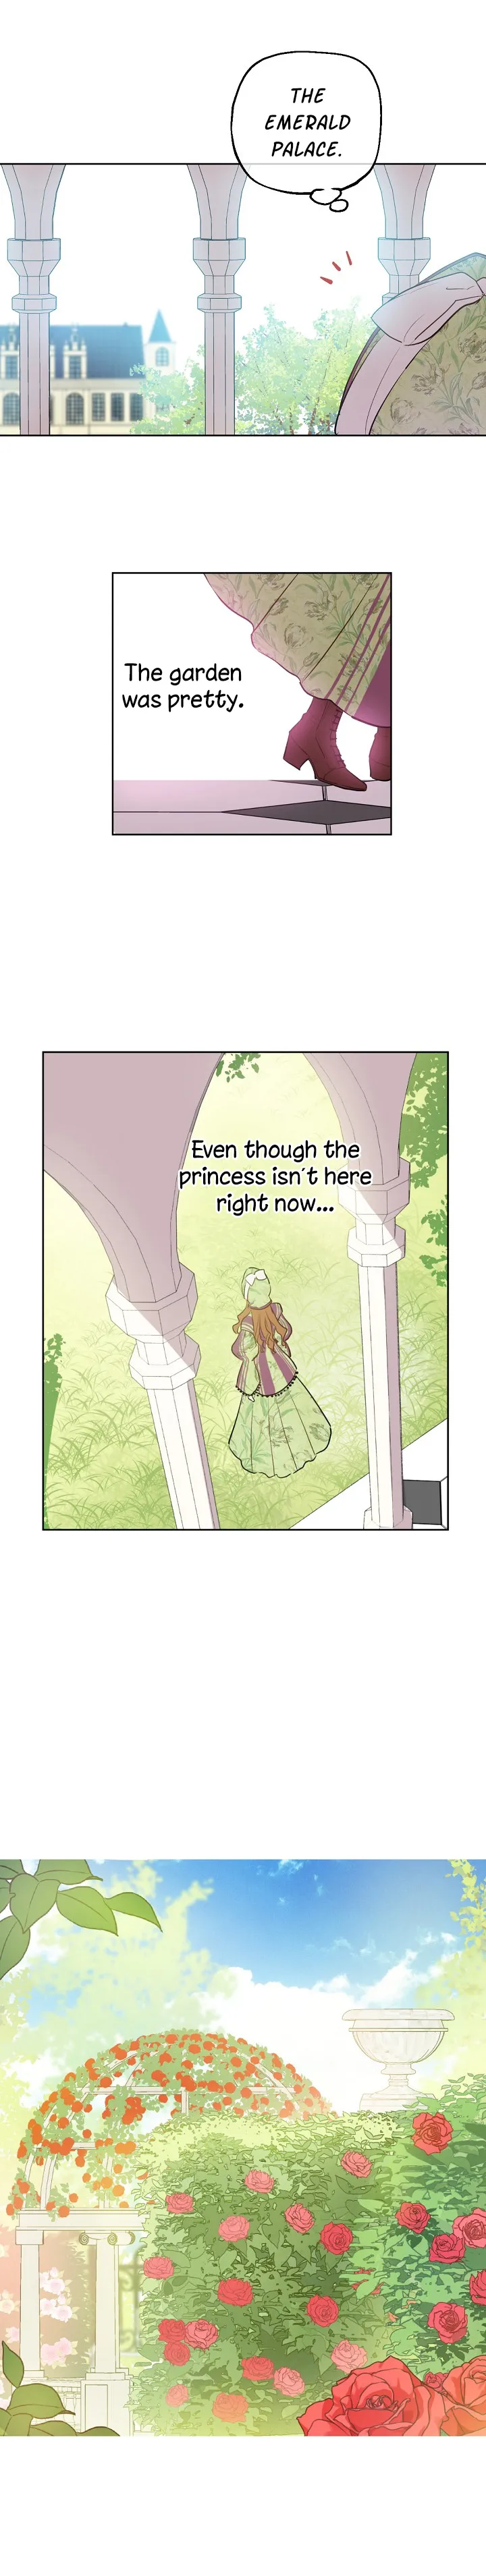 THE
EMERALD
PALACE.
The garden
was pretty.
Even though the
princess isn't here
right now...